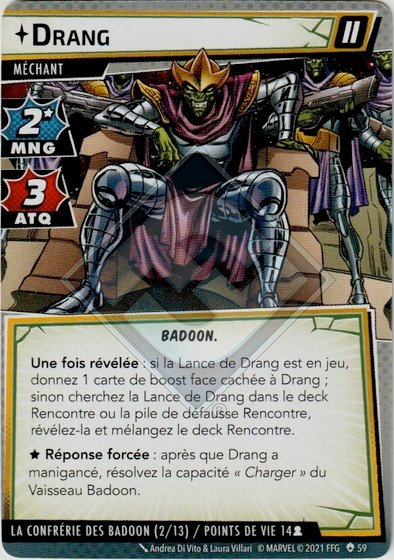 DRANG
II
MÉCHANT
2*
MNG
3
ATQ
BADOON.
Une fois révélée : si la Lance de Drang est en jeu,
donnez 1 carte de boost face cachée à Drang ;
sinon cherchez la Lance de Drang dans le deck
Rencontre ou la pile de défausse Rencontre,
révélez-la et mélangez le deck Rencontre.
★ Réponse forcée : après que Drang a
manigancé, résolvez la capacité « Charger » du
Vaisseau Badoon.
LA CONFRÉRIE DES BADOON (2/13) / POINTS DE VIE 14
Andrea Di Vito & Laura Villari © MARVEL © 2021 FFG 59